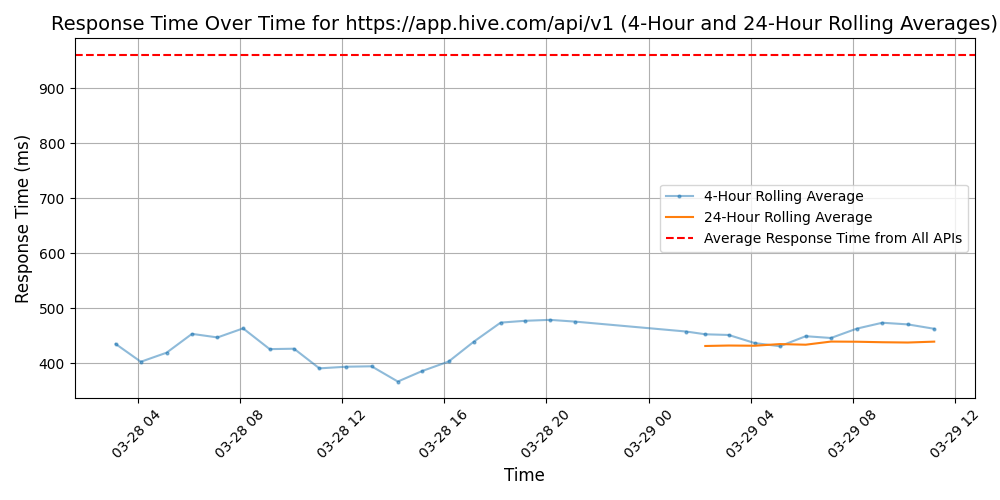 Response Time Over Time for https://app.hive.com/api/v1 (4-Hour and 24-Hour Rolling Averages)
Response Time (ms)
900
800
700
600
500
400
4-Hour Rolling Average
24-Hour Rolling Average
Average Response Time from All APIs
03-28 04
03-28 08
03-28 12
03-28 16
03-28 20
03-29 00
03-29 04
03-29 08
03-29 12
Time